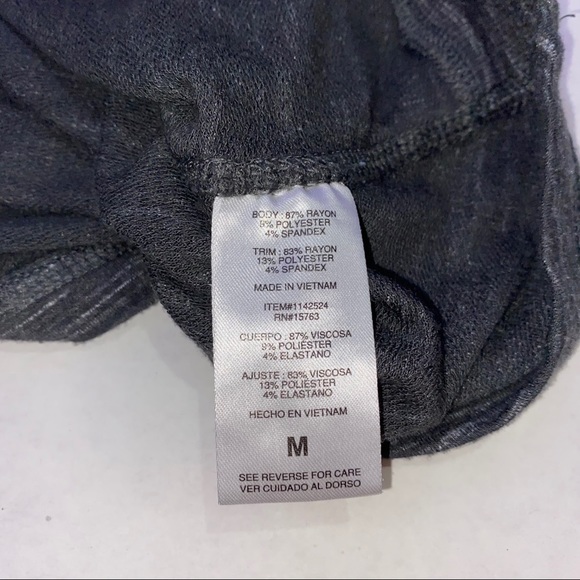 BODY : 87% RAYON
9% POLYESTER
4% SPANDEX
TRIM : 83% RAYON
13% POLYESTER
4% SPANDEX
MADE IN VIETNAM
ITEM#1142524
RN#15763
CUERPO : 87% VISCOSA
9% POLIÉSTER
4% ELASTANO
AJUSTE : 83% VISCOSA
13% POLIÉSTER
4% ELASTANO
HECHO EN VIETNAM
M
SEE REVERSE FOR CARE
VER CUIDADO AL DORSO